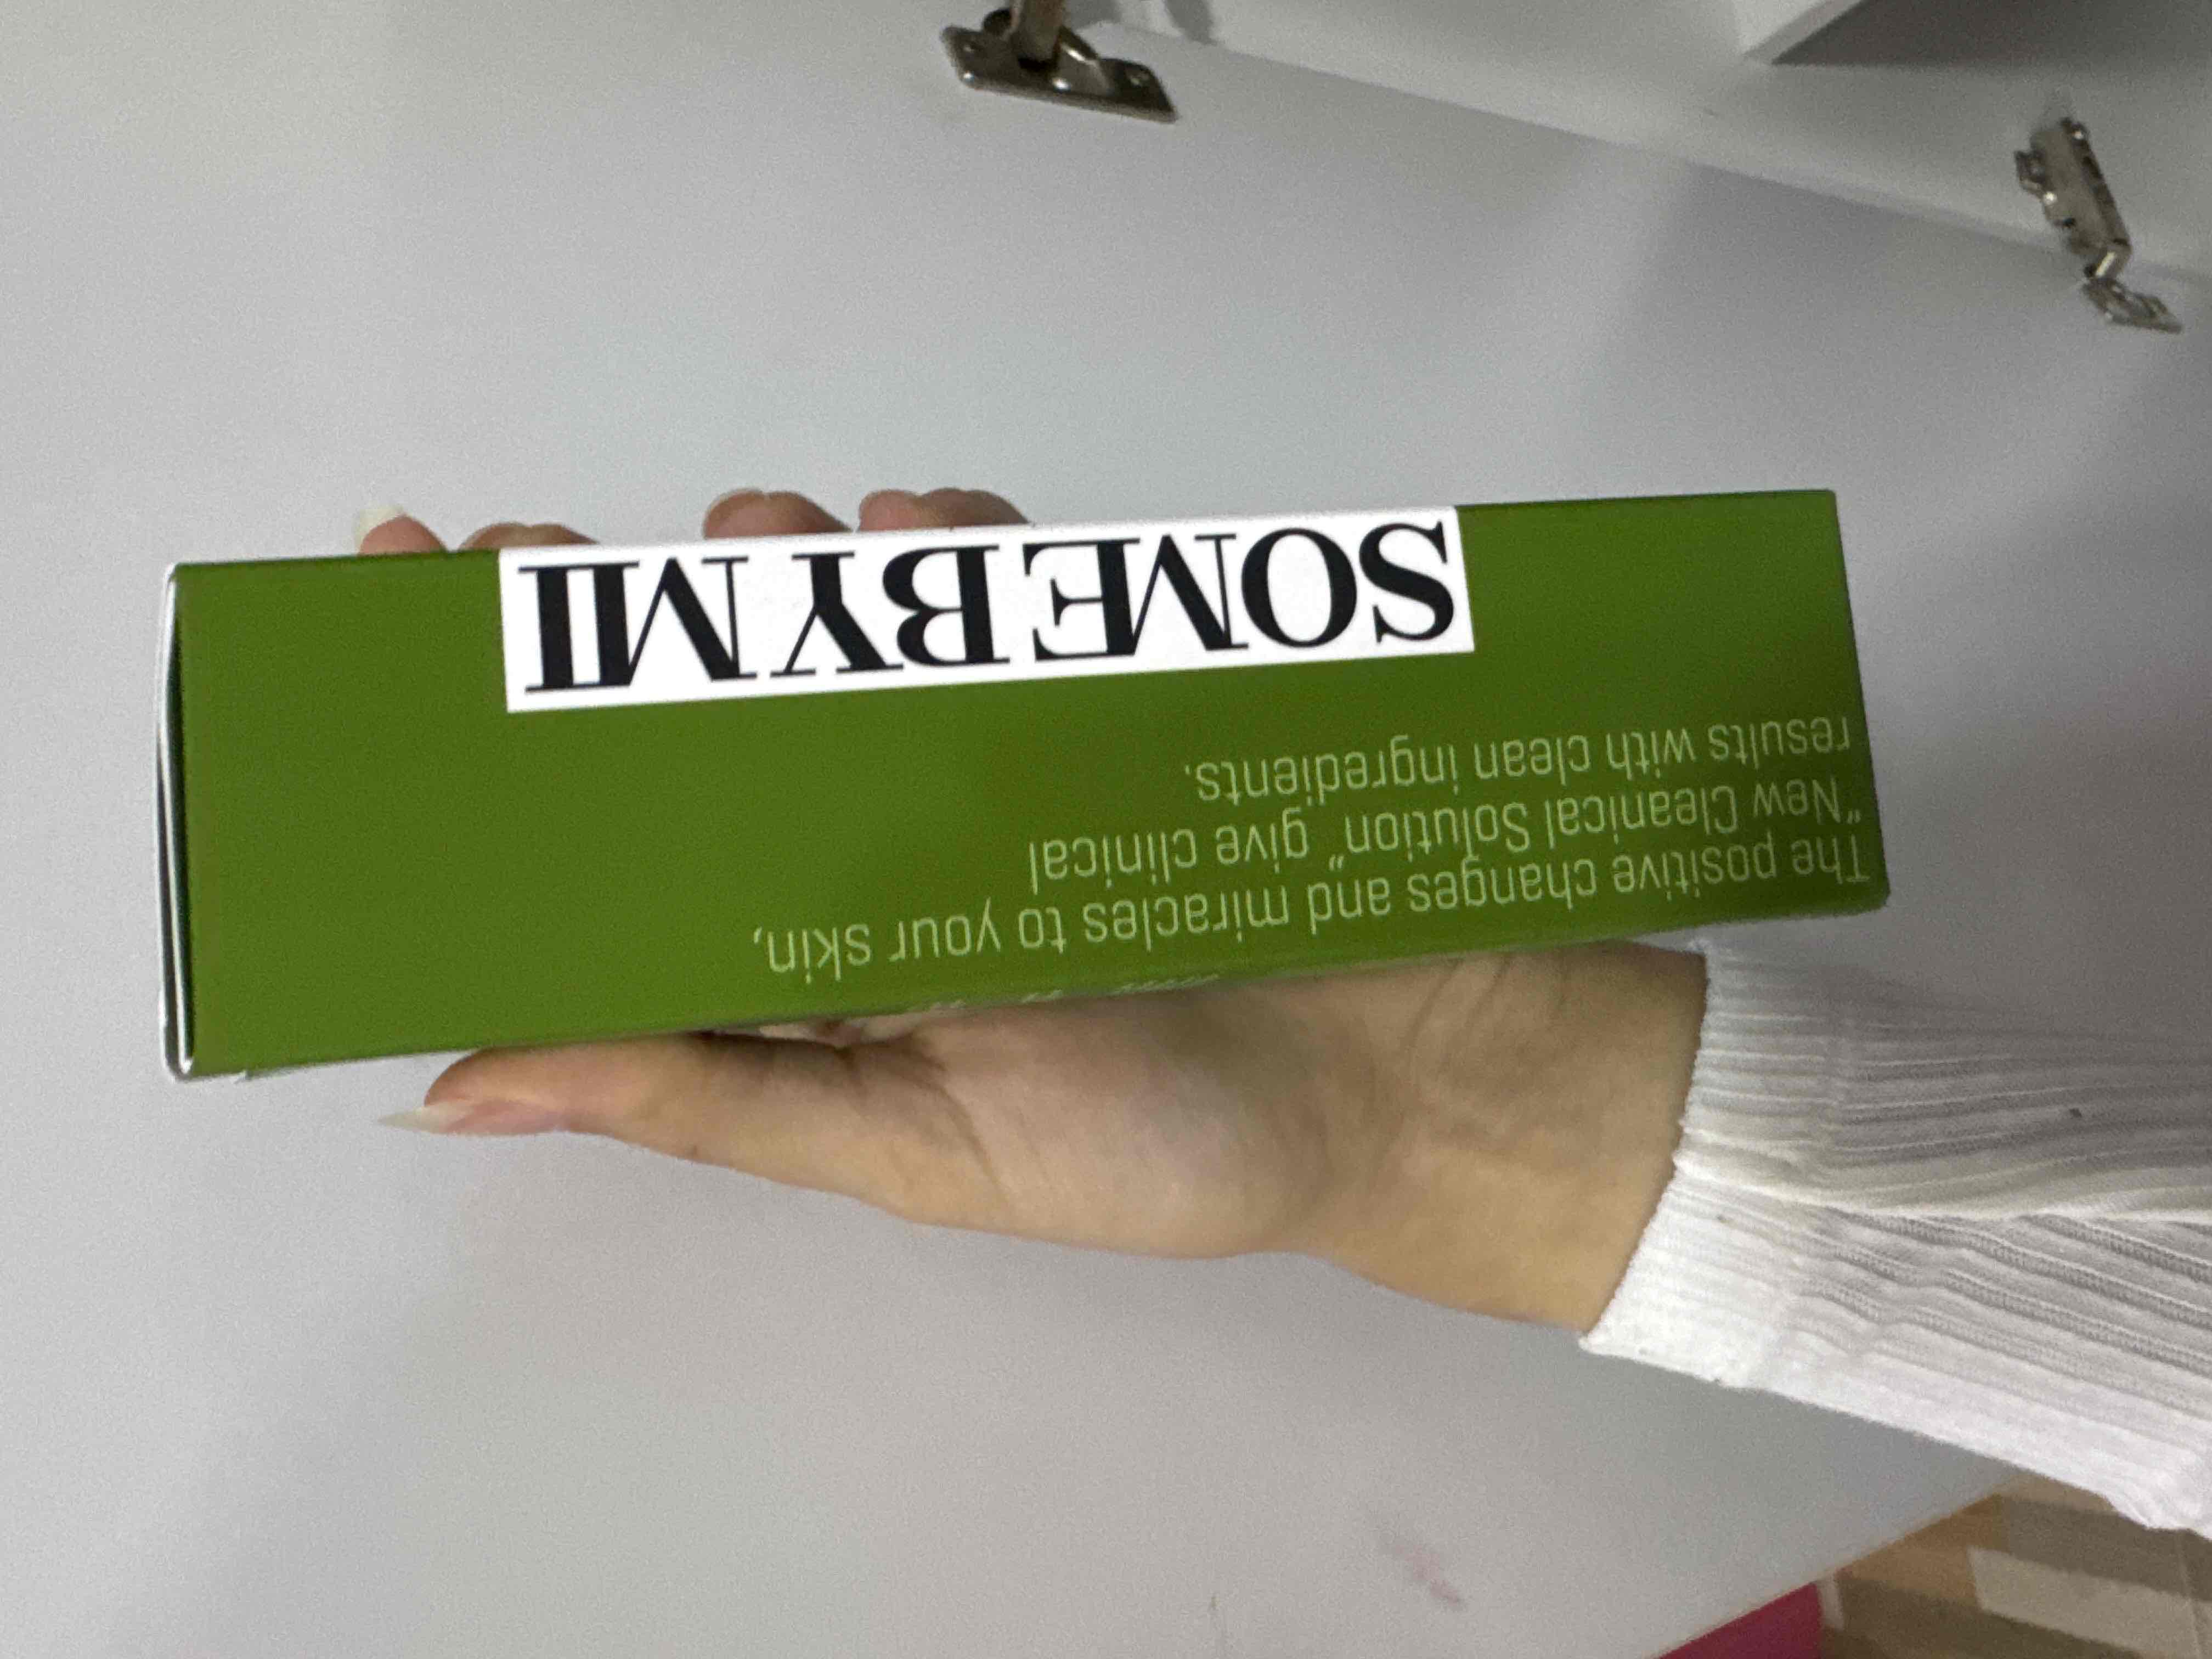 The positive changes and miracles to your skin,
"New Cleanical Solution" give clinical
results with clean ingredients.
SOME BY MI